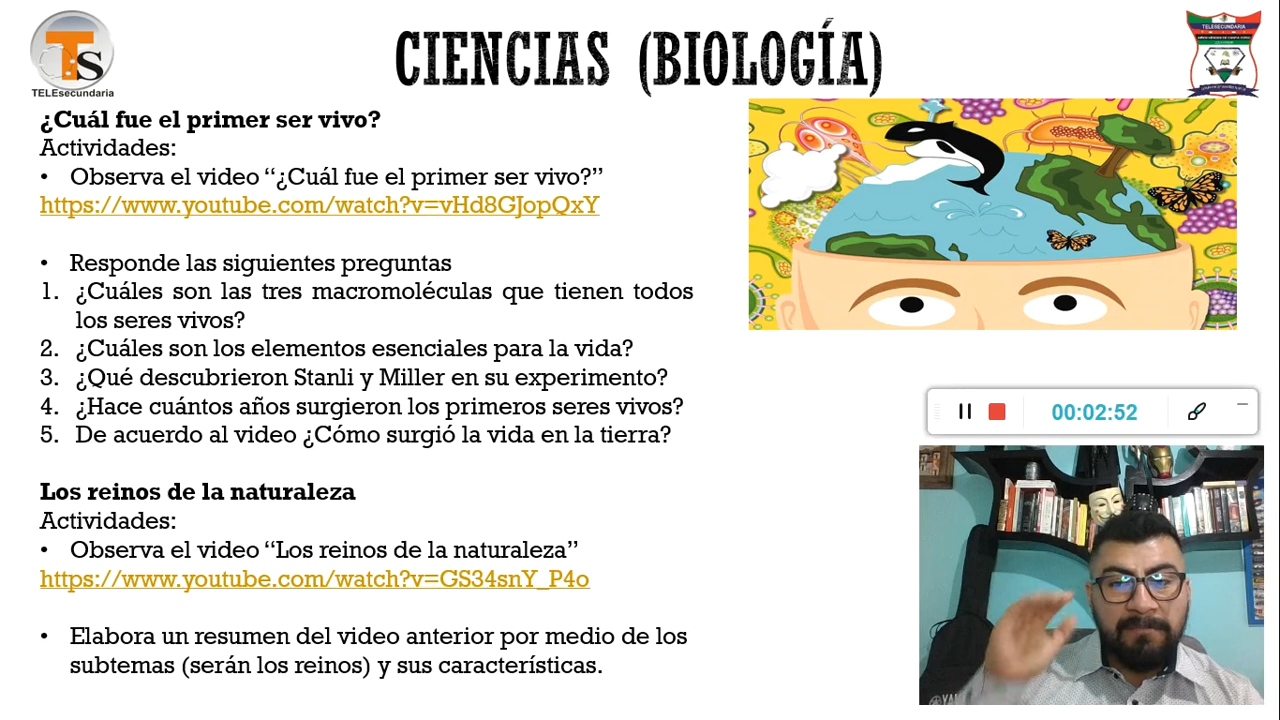 CIENCIAS (BIOLOGÍA)
TS
TELEsecundaria
TELESECUNDARIA
¿Cuál fue el primer ser vivo?
Actividades:
• Observa el video “¿Cuál fue el primer ser vivo?”
https://www.youtube.com/watch?v=vHd8GJopQxY
• Responde las siguientes preguntas
1. ¿Cuáles son las tres macromoléculas que tienen todos
los seres vivos?
2. ¿Cuáles son los elementos esenciales para la vida?
3. ¿Qué descubrieron Stanli y Miller en su experimento?
4. ¿Hace cuántos años surgieron los primeros seres vivos?
5. De acuerdo al video ¿Cómo surgió la vida en la tierra?
Los reinos de la naturaleza
Actividades:
• Observa el video “Los reinos de la naturaleza”
https://www.youtube.com/watch?v=GS34snY_P4o
• Elabora un resumen del video anterior por medio de los
subtemas (serán los reinos) y sus características.
00:02:52